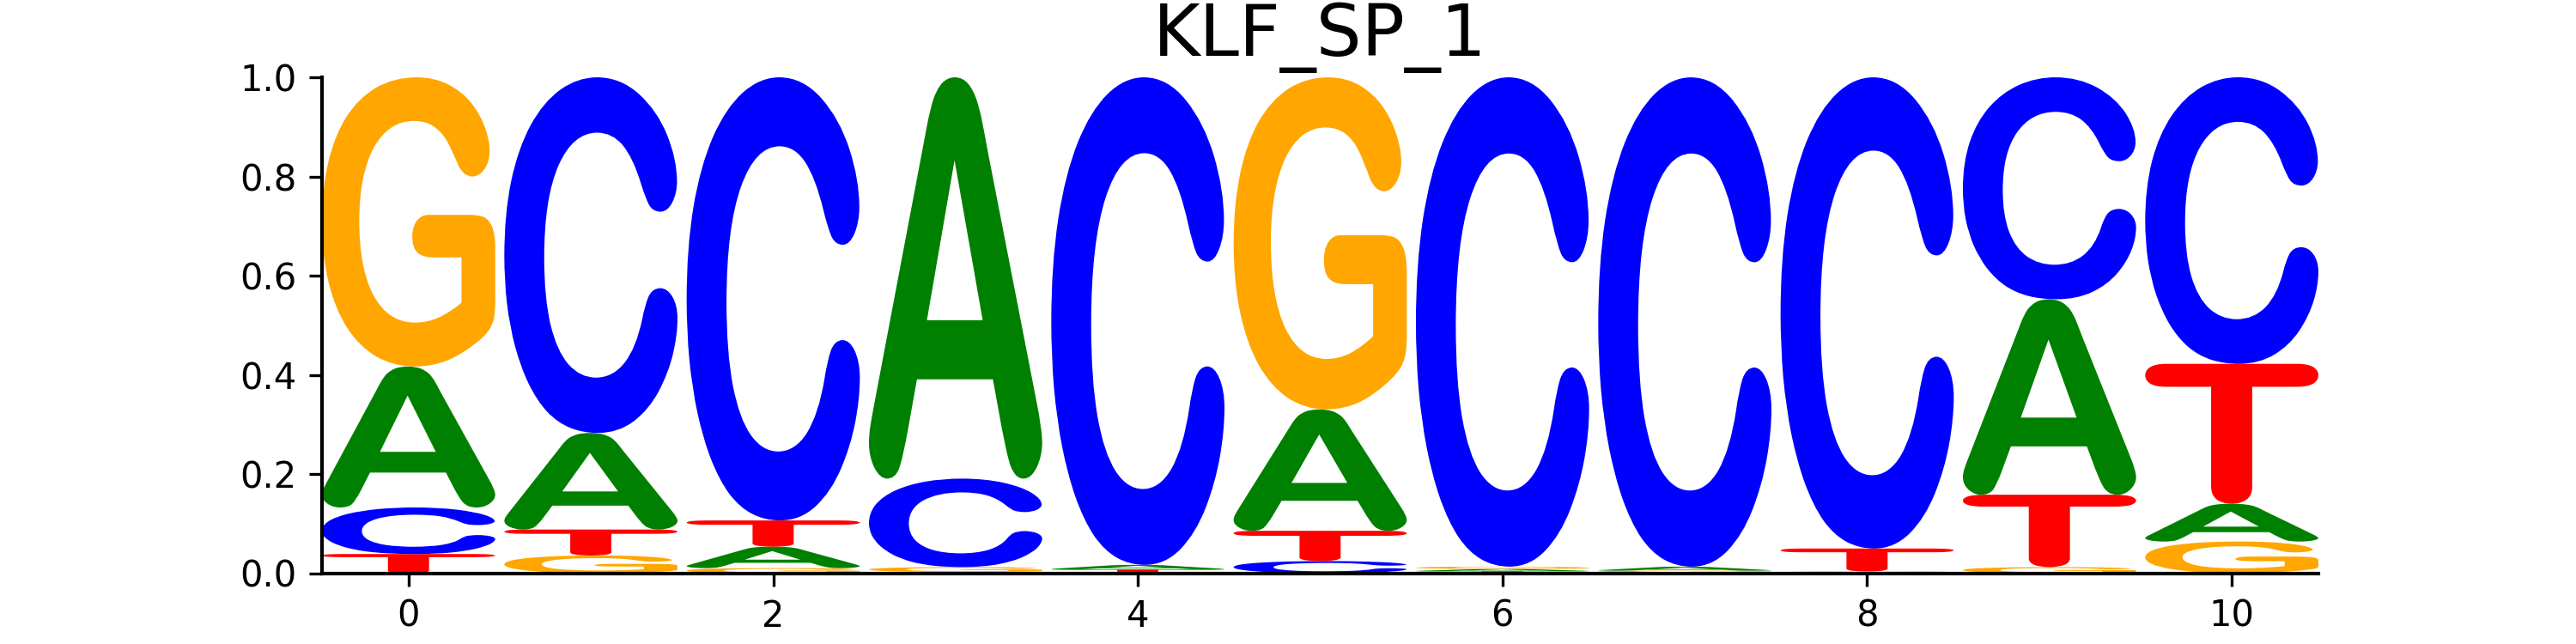 KLF_SP_1
1.0
0.8
0.6
0.4
0.2
0.0
G C C A C G C C C C C
A A T C A T A T
C T A T A
T G C G
0 2 4 6 8 10